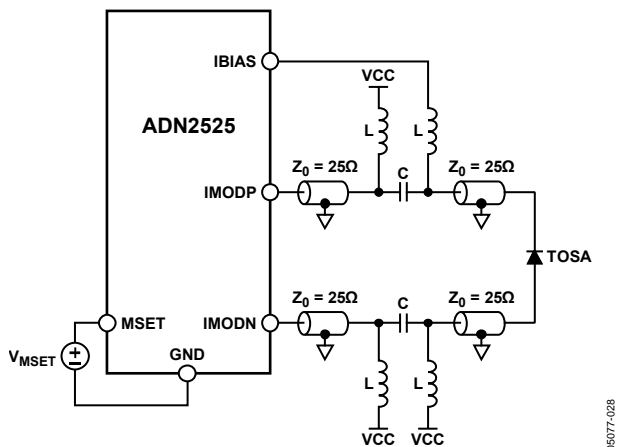 IBIAS
VCC
ADN2525
L
L
Z0 = 25Ω
C
Z0 = 25Ω
IMODP
TOSA
Z0 = 25Ω
C
Z0 = 25Ω
MSET
IMODN
VMSET
GND
L
L
VCC
VCC
05077-028